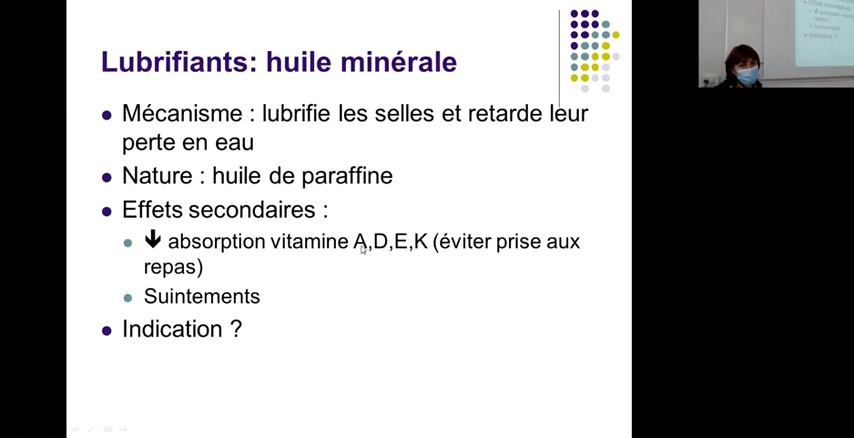 Lubrifiants: huile minérale
Mécanisme : lubrifie les selles et retarde leur
perte en eau
Nature : huile de paraffine
Effets secondaires :
🡻 absorption vitamine A,D,E,K (éviter prise aux
repas)
Suintements
Indication ?